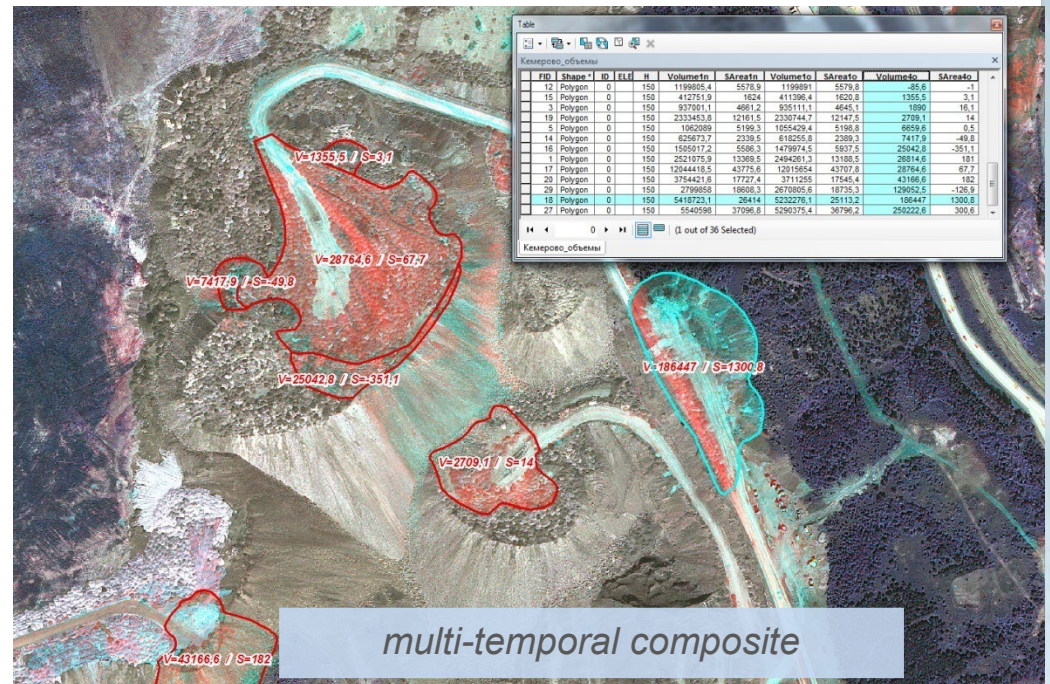 Table
Кемерово_объемы
FID Shape * ID ELE H Volume1n SArea1n Volume1o SArea1o Volume4o SArea4o
12 Polygon 0 150 1199805,4 5578,9 1199891 5579,8 -85,6 -1
15 Polygon 0 150 412751,9 1624 411396,4 1620,8 1355,5 3,1
3 Polygon 0 150 937001,1 4661,2 935111,1 4645,1 1890 16,1
19 Polygon 0 150 2333453,8 12161,5 2330744,7 12147,5 2709,1 14
5 Polygon 0 150 1062089 5199,3 1055429,4 5198,8 6659,6 0,5
14 Polygon 0 150 625673,7 2339,5 618255,8 2389,3 7417,9 -49,8
16 Polygon 0 150 1505017,2 5586,3 1479974,5 5937,5 25042,8 -351,1
1 Polygon 0 150 2521075,9 13369,5 2494261,3 13188,5 26814,6 181
17 Polygon 0 150 12044418,5 43775,6 12015654 43707,8 28764,6 67,7
20 Polygon 0 150 3754421,6 17727,4 3711255 17545,4 43166,6 182
29 Polygon 0 150 2799858 18608,3 2670805,6 18735,3 129052,5 -126,9
18 Polygon 0 150 5418723,1 26414 5232276,1 25113,2 186447 1300,8
27 Polygon 0 150 5540598 37096,8 5290375,4 36796,2 250222,6 300,6
0 (1 out of 36 Selected)
Кемерово_объемы
V=1355,5 / S=3,1
V=28764,6 / S=67,7
V=7417,9 / S=-49,8
V=186447 / S=1300,8
V=25042,8 / S=-351,1
V=2709,1 / S=14
V=43166,6 / S=182
multi-temporal composite